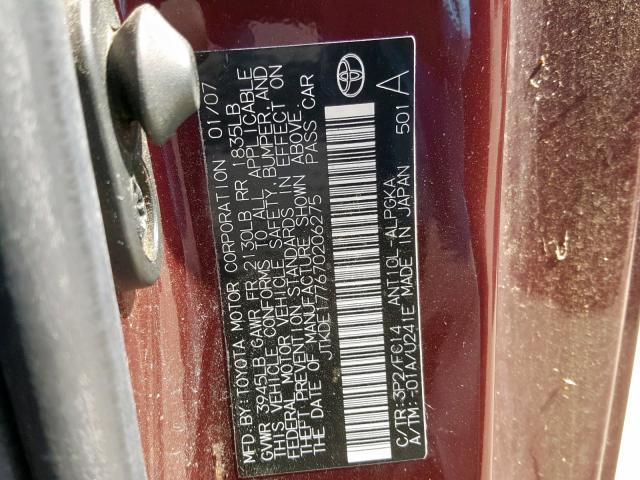 MFD.BY:TOYOTA MOTOR CORPORATION 01/07
GVWR 3945LB GAWR FR 2130LB RR 1835LB
THIS VEHICLE CONFORMS TO ALL APPLICABLE
FEDERAL MOTOR VEHICLE SAFETY, BUMPER, AND
THEFT PREVENTION STANDARDS IN EFFECT ON
THE DATE OF MANUFACTURE SHOWN ABOVE.
JTKDE177670206275 PASS CAR
C/TR:3P2/FC14 ANT10L-ALPGKA
A/TM:-01A/U241E MADE IN JAPAN 501 A